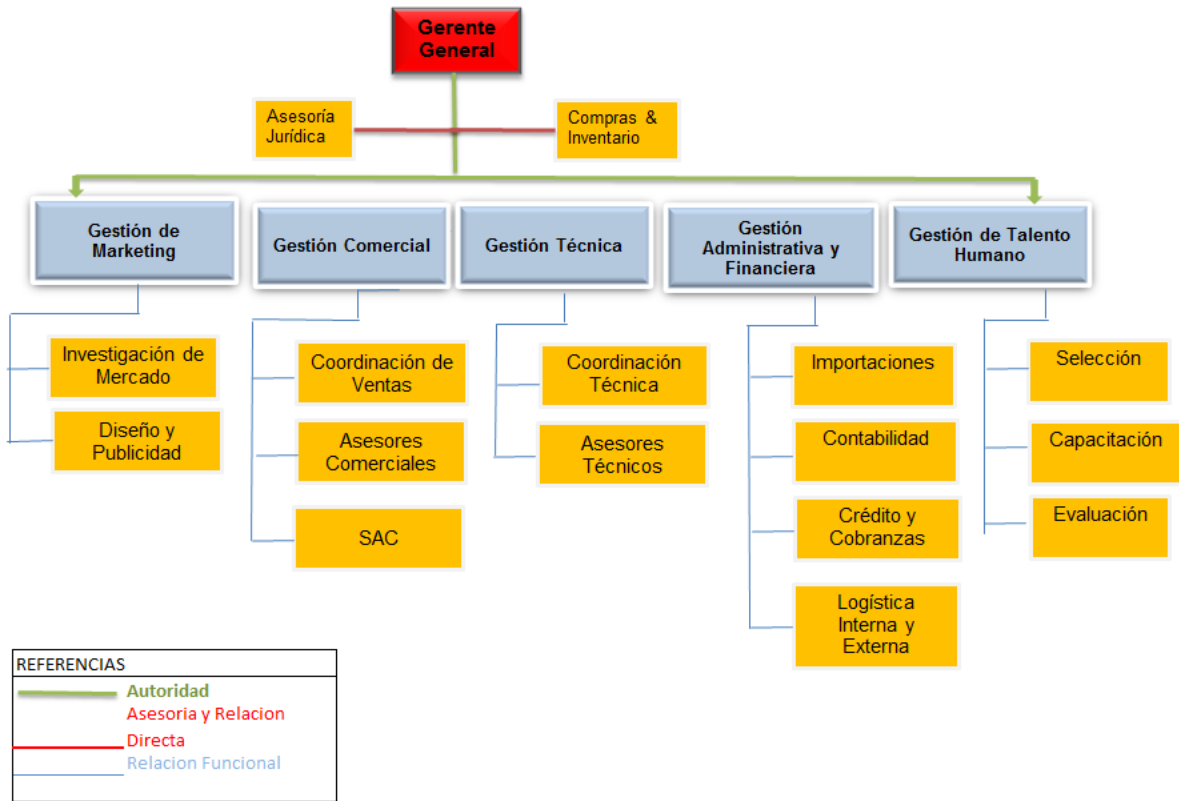 Gerente
General
Asesoría
Jurídica
Compras &
Inventario
Gestión de
Marketing
Gestión Comercial
Gestión Técnica
Gestión
Administrativa y
Financiera
Gestión de Talento
Humano
Investigación de
Mercado
Diseño y
Publicidad
Coordinación de
Ventas
Asesores
Comerciales
SAC
Coordinación
Técnica
Asesores
Técnicos
Importaciones
Contabilidad
Crédito y
Cobranzas
Logística
Interna y
Externa
Selección
Capacitación
Evaluación
REFERENCIAS
Autoridad
Asesoria y Relacion
Directa
Relacion Funcional